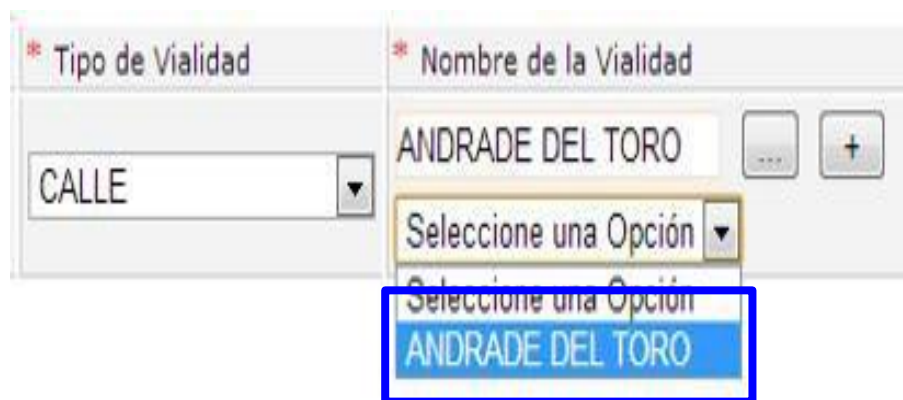 * Tipo de Vialidad
* Nombre de la Vialidad
CALLE
ANDRADE DEL TORO
...
+
Seleccione una Opción
Seleccione una Opción
ANDRADE DEL TORO